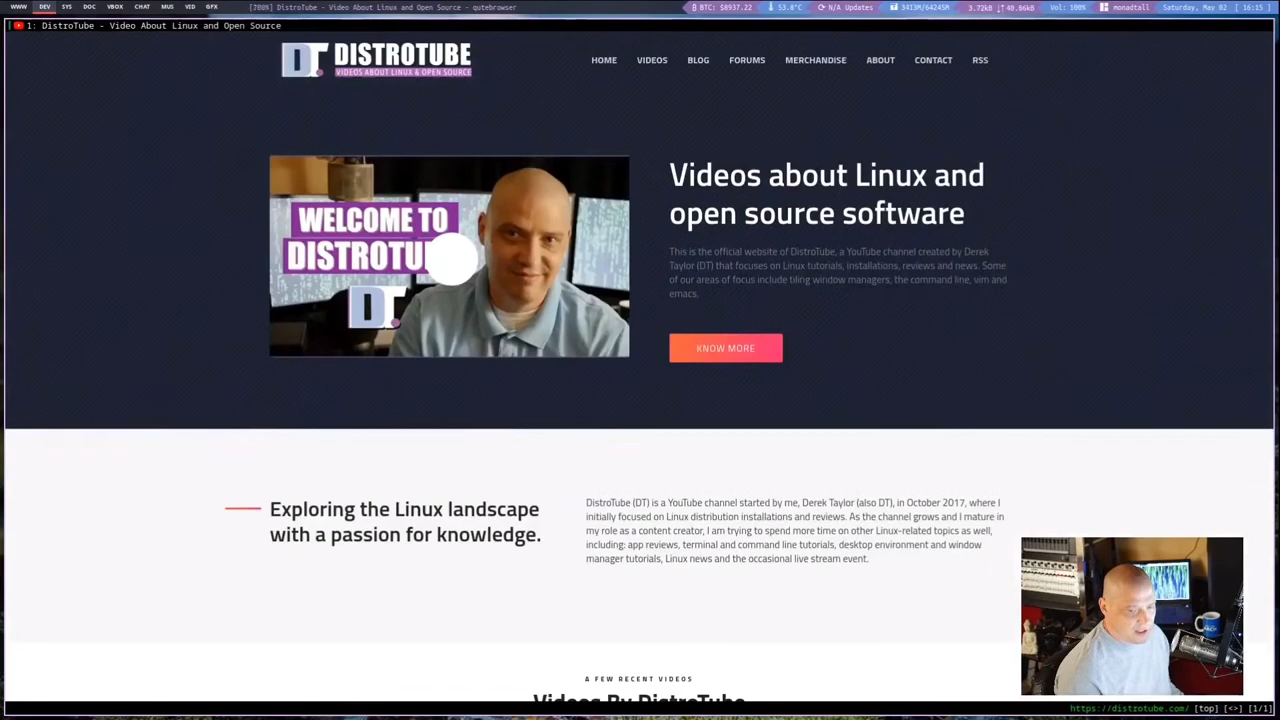 WWW DEV SYS DOC VBOX CHAT MUS VID GFX [200%] DistroTube - Video About Linux and Open Source - qutebrowser BTC: $8937.22 53.8°C N/A Updates 3413M/64245M 3.72kB ↓↑ 40.86kB Vol: 100% monadtall Saturday, May 02 [ 16:15 ]
1: DistroTube - Video About Linux and Open Source
DT. DISTROTUBE
VIDEOS ABOUT LINUX & OPEN SOURCE
HOME VIDEOS BLOG FORUMS MERCHANDISE ABOUT CONTACT RSS
WELCOME TO
DISTROTU
DT.
Videos about Linux and
open source software
This is the official website of DistroTube, a YouTube channel created by Derek
Taylor (DT) that focuses on Linux tutorials, installations, reviews and news. Some
of our areas of focus include tiling window managers, the command line, vim and
emacs.
KNOW MORE
Exploring the Linux landscape
with a passion for knowledge.
DistroTube (DT) is a YouTube channel started by me, Derek Taylor (also DT), in October 2017, where I
initially focused on Linux distribution installations and reviews. As the channel grows and I mature in
my role as a content creator, I am trying to spend more time on other Linux-related topics as well,
including: app reviews, terminal and command line tutorials, desktop environment and window
manager tutorials, Linux news and the occasional live stream event.
A FEW RECENT VIDEOS
Videos By DistroTube
https://distrotube.com/ [top] [<>] [1/1]